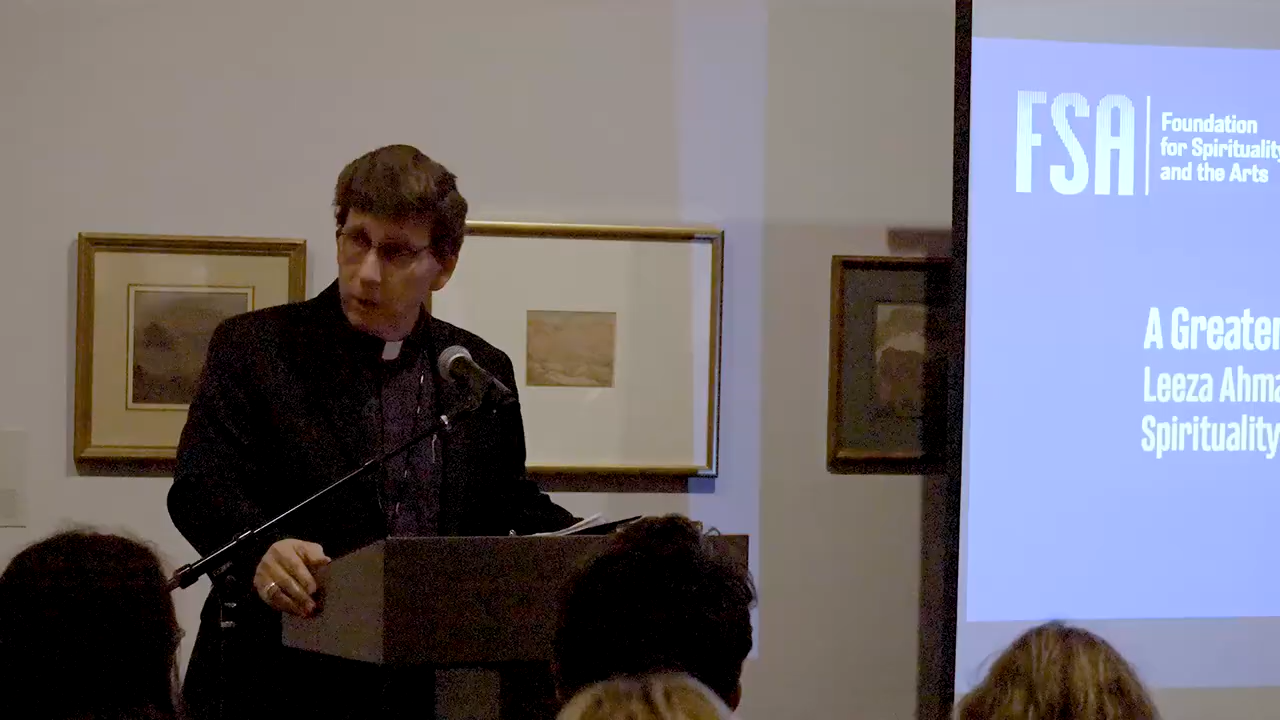 FSA
Foundation
for Spirituality
and the Arts
A Greater
Leeza Ahma
Spirituality